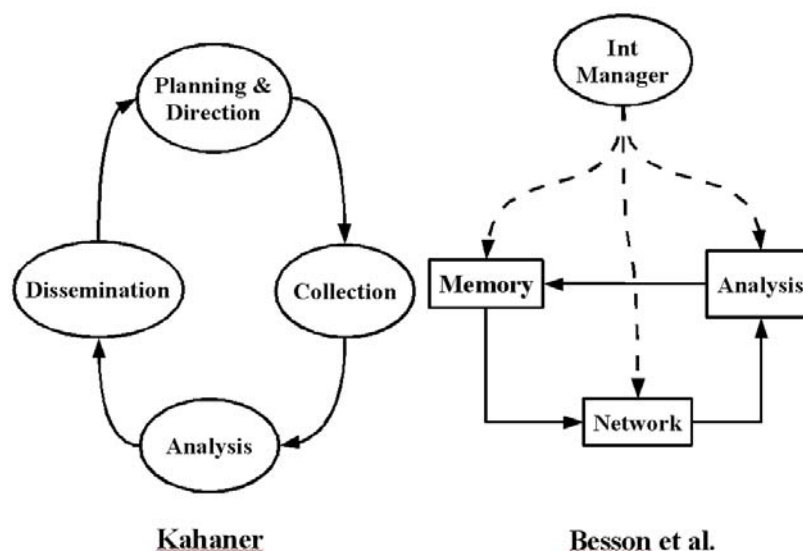 Planning &
Direction
Collection
Analysis
Dissemination
Kahaner
Int
Manager
Memory
Analysis
Network
Besson et al.